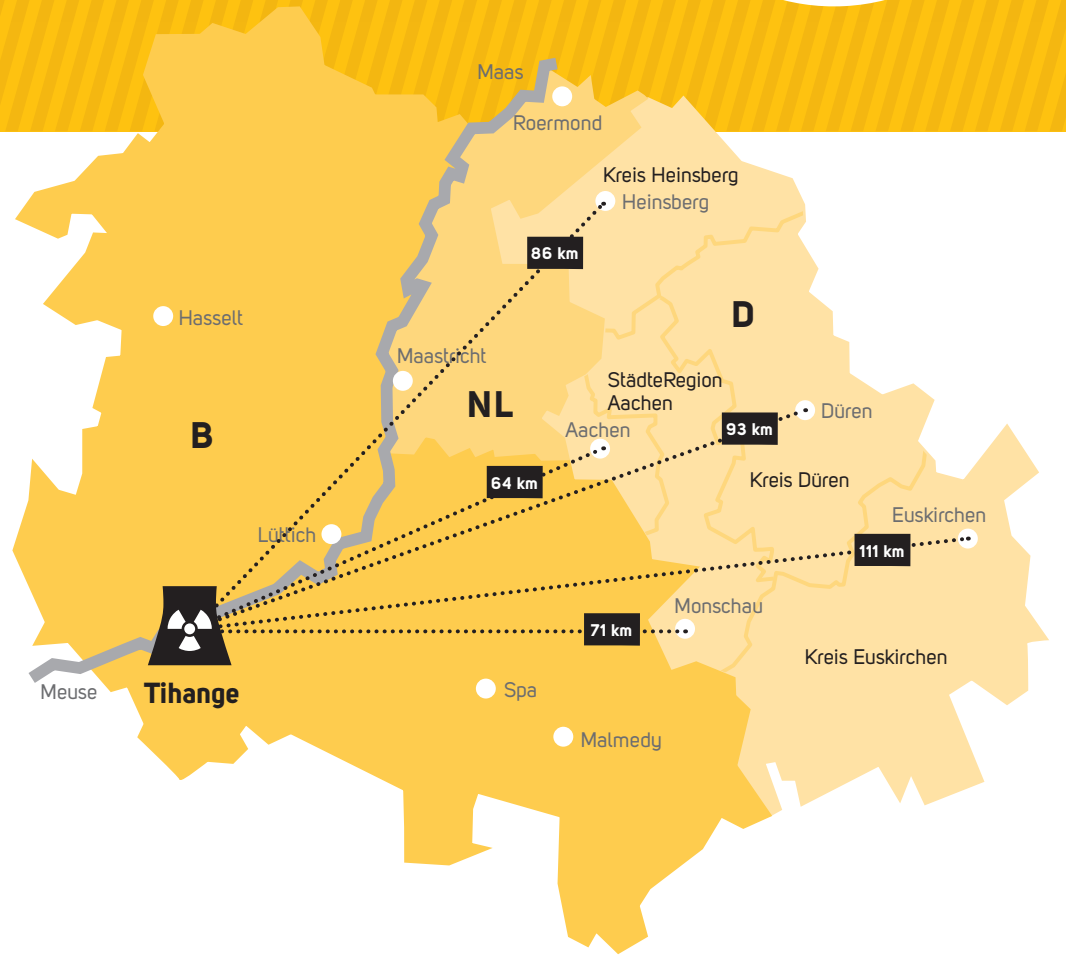 Maas
Roermond
Kreis Heinsberg
Heinsberg
86 km
Hasselt
D
Maastricht
NL
StädteRegion
Aachen
B
Aachen
93 km
Düren
64 km
Kreis Düren
Euskirchen
Lüttich
111 km
Monschau
71 km
Kreis Euskirchen
Meuse
Tihange
Spa
Malmedy